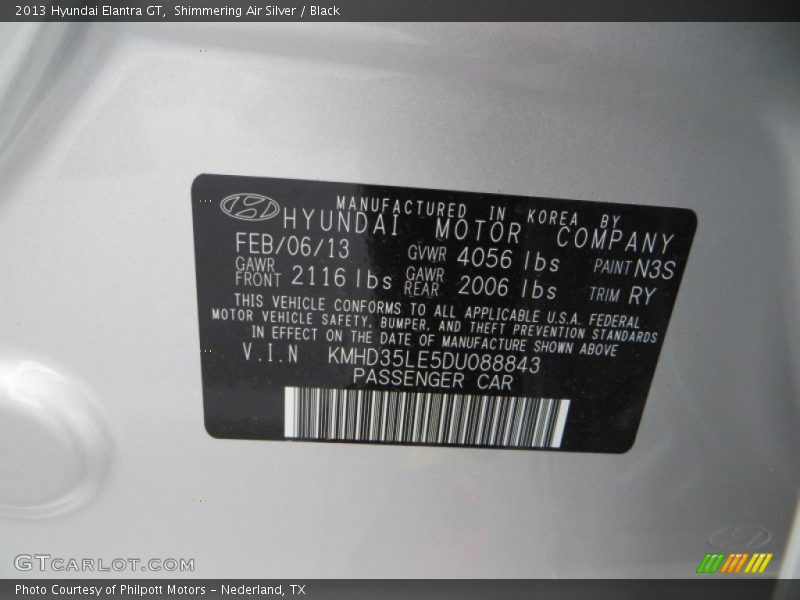 2013 Hyundai Elantra GT,  Shimmering Air Silver / Black
MANUFACTURED IN KOREA BY
HYUNDAI MOTOR COMPANY
FEB/06/13 GVWR 4056 lbs PAINT N3S
GAWR FRONT 2116 lbs GAWR REAR 2006 lbs TRIM RY
THIS VEHICLE CONFORMS TO ALL APPLICABLE U.S.A. FEDERAL
MOTOR VEHICLE SAFETY, BUMPER, AND THEFT PREVENTION STANDARDS
IN EFFECT ON THE DATE OF MANUFACTURE SHOWN ABOVE
V.I.N KMHD35LE5DU088843
PASSENGER CAR
GTCARLOT.COM
Photo Courtesy of Philpott Motors - Nederland, TX